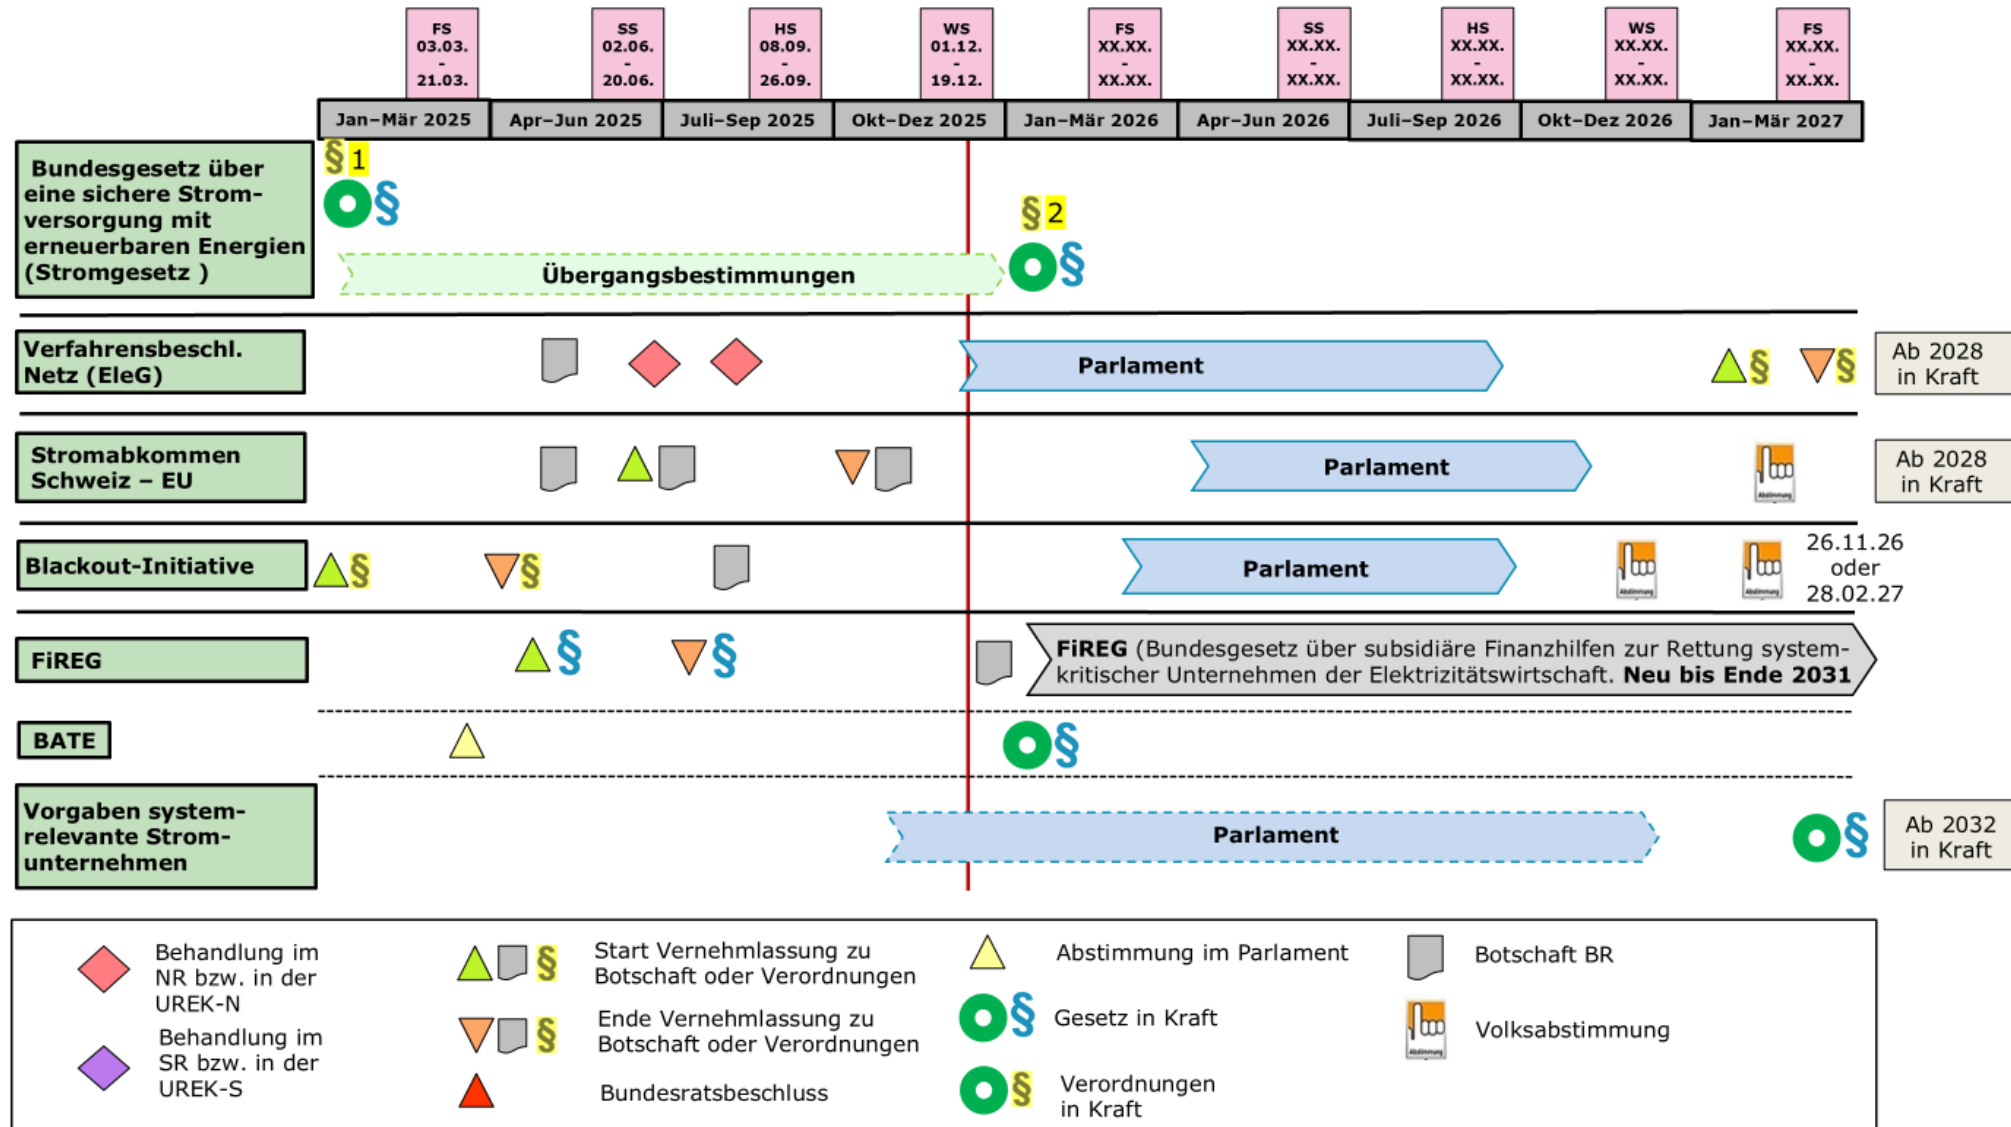 FS
03.03.
-
21.03.
SS
02.06.
-
20.06.
HS
08.09.
-
26.09.
WS
01.12.
-
19.12.
FS
XX.XX.
-
XX.XX.
SS
XX.XX.
-
XX.XX.
HS
XX.XX.
-
XX.XX.
WS
XX.XX.
-
XX.XX.
FS
XX.XX.
-
XX.XX.
Jan–Mär 2025
Apr–Jun 2025
Juli–Sep 2025
Okt–Dez 2025
Jan–Mär 2026
Apr–Jun 2026
Juli–Sep 2026
Okt–Dez 2026
Jan–Mär 2027
Bundesgesetz über
eine sichere Strom-
versorgung mit
erneuerbaren Energien
(Stromgesetz )
§ 1
§
§ 2
§
Übergangsbestimmungen
Verfahrensbeschl.
Netz (EleG)
Parlament
§
§
Ab 2028
in Kraft
Stromabkommen
Schweiz – EU
Parlament
Abstimmung
Ab 2028
in Kraft
Blackout-Initiative
§
§
Parlament
Abstimmung
Abstimmung
26.11.26
oder
28.02.27
FiREG
§
§
FiREG (Bundesgesetz über subsidiäre Finanzhilfen zur Rettung system-
kritischer Unternehmen der Elektrizitätswirtschaft. Neu bis Ende 2031
BATE
§
Vorgaben system-
relevante Strom-
unternehmen
Parlament
§
Ab 2032
in Kraft
Behandlung im
NR bzw. in der
UREK-N
Behandlung im
SR bzw. in der
UREK-S
§
Start Vernehmlassung zu
Botschaft oder Verordnungen
§
Ende Vernehmlassung zu
Botschaft oder Verordnungen
Bundesratsbeschluss
Abstimmung im Parlament
§
Gesetz in Kraft
§
Verordnungen
in Kraft
Botschaft BR
Abstimmung
Volksabstimmung